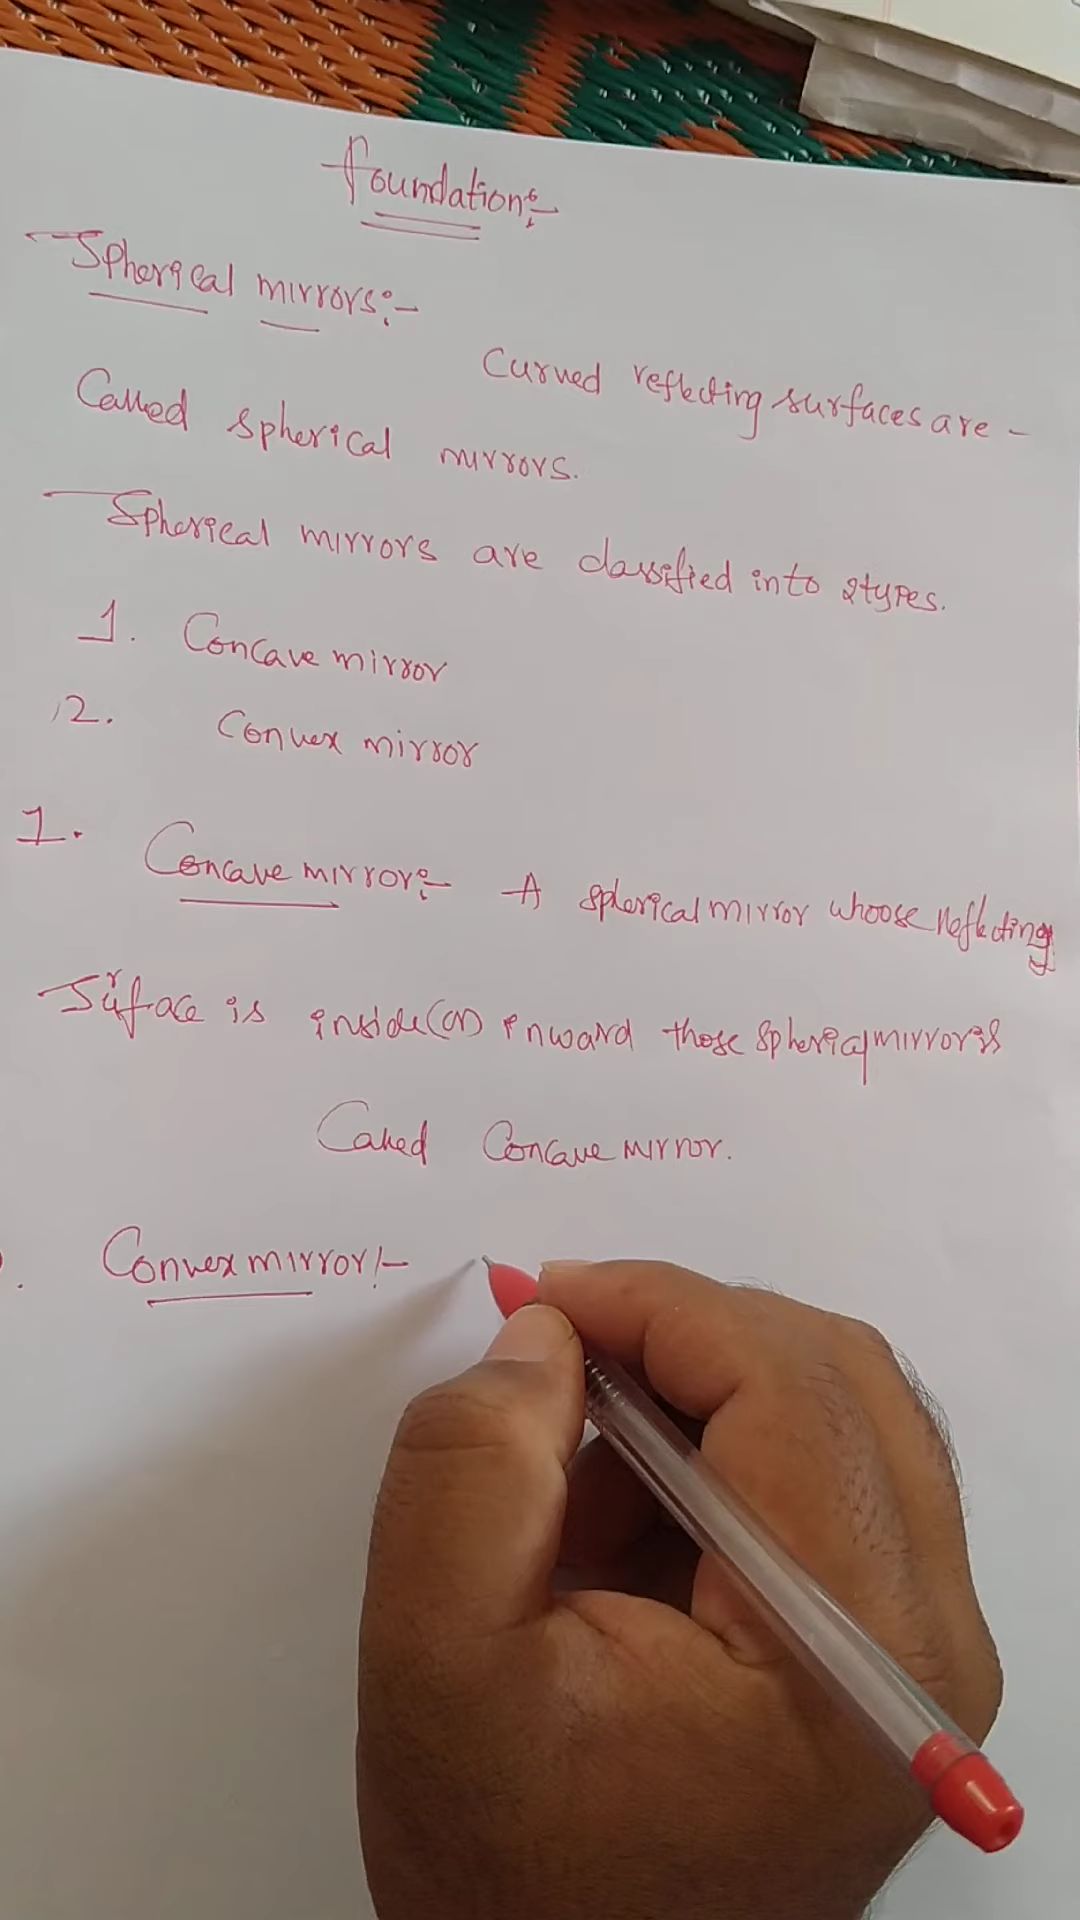 foundation:-
Spherical mirrors:-
Curved reflecting surfaces are -
Called spherical mirrors.
Spherical mirrors are classified into 2types.
1. Concave mirror
2. Convex mirror
1. Concave mirror:- A spherical mirror whoose reflecting
Surface is inside(or) inward those spherical mirror is
Called Concave mirror.
Convex mirror:-